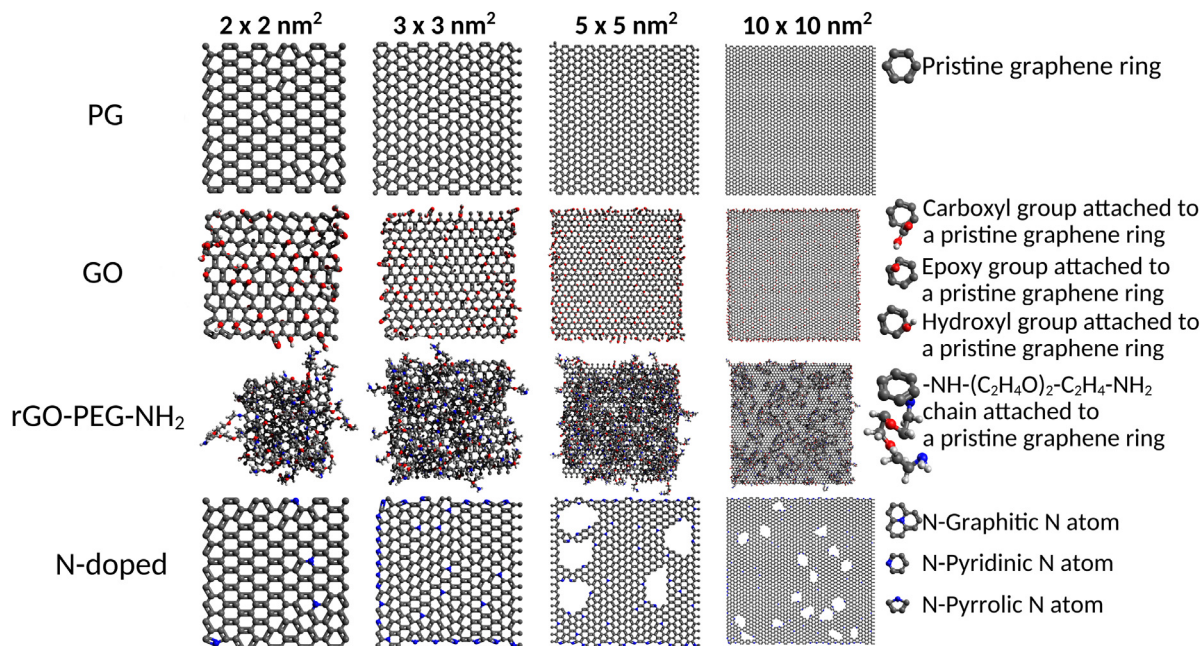 2 x 2 nm²
3 x 3 nm²
5 x 5 nm²
10 x 10 nm²
PG
Pristine graphene ring
GO
Carboxyl group attached to
a pristine graphene ring
Epoxy group attached to
a pristine graphene ring
Hydroxyl group attached to
a pristine graphene ring
rGO-PEG-NH₂
-NH-(C₂H₄O)₂-C₂H₄-NH₂
chain attached to
a pristine graphene ring
N-doped
N-Graphitic N atom
N-Pyridinic N atom
N-Pyrrolic N atom